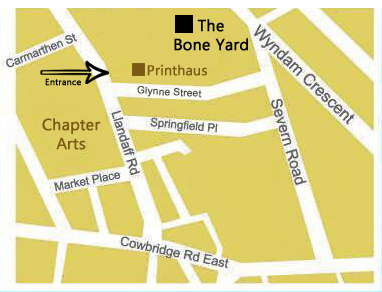 The
Bone Yard
Carmarthen St
Wyndam Crescent
Printhaus
Entrance
Glynne Street
Llandaff Rd
Chapter
Arts
Springfield Pl
Severn Road
Market Place
Cowbridge Rd East